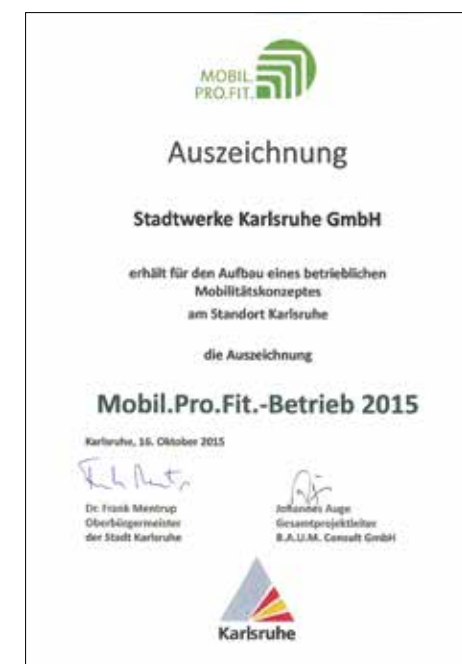 MOBIL.
PRO.FIT.
Auszeichnung
Stadtwerke Karlsruhe GmbH
erhält für den Aufbau eines betrieblichen
Mobilitätskonzeptes
am Standort Karlsruhe
die Auszeichnung
Mobil.Pro.Fit.-Betrieb 2015
Karlsruhe, 16. Oktober 2015
Dr. Frank Mentrup
Oberbürgermeister
der Stadt Karlsruhe
Johannes Auge
Gesamtprojektleiter
B.A.U.M. Consult GmbH
Karlsruhe